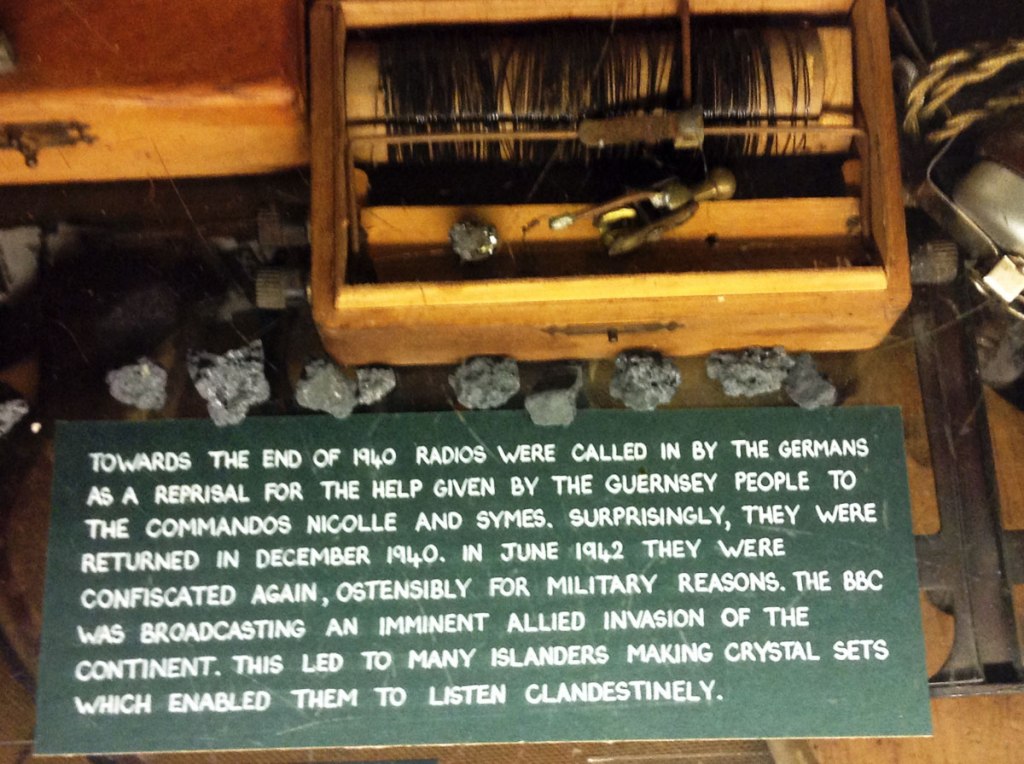 TOWARDS THE END OF 1940 RADIOS WERE CALLED IN BY THE GERMANS
AS A REPRISAL FOR THE HELP GIVEN BY THE GUERNSEY PEOPLE TO
THE COMMANDOS NICOLLE AND SYMES. SURPRISINGLY, THEY WERE
RETURNED IN DECEMBER 1940. IN JUNE 1942 THEY WERE
CONFISCATED AGAIN, OSTENSIBLY FOR MILITARY REASONS. THE BBC
WAS BROADCASTING AN IMMINENT ALLIED INVASION OF THE
CONTINENT. THIS LED TO MANY ISLANDERS MAKING CRYSTAL SETS
WHICH ENABLED THEM TO LISTEN CLANDESTINELY.